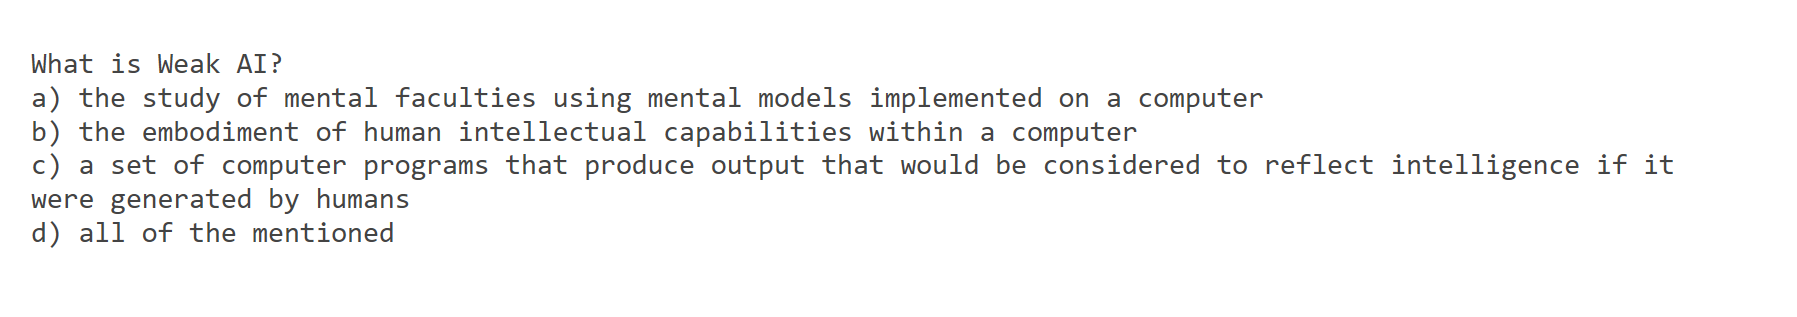 What is Weak AI?
a) the study of mental faculties using mental models implemented on a computer
b) the embodiment of human intellectual capabilities within a computer
c) a set of computer programs that produce output that would be considered to reflect intelligence if it
were generated by humans
d) all of the mentioned